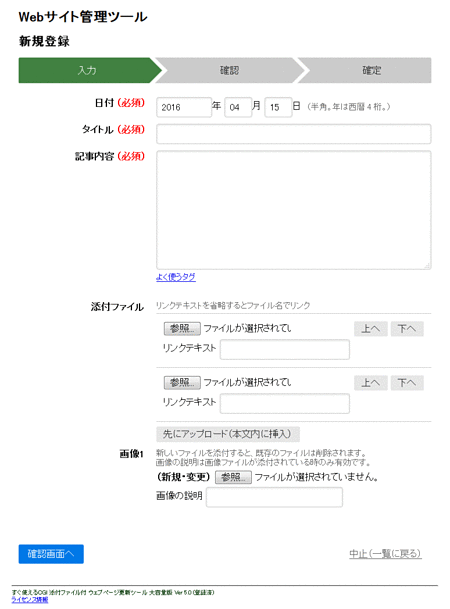 Webサイト管理ツール
新規登録
入力 確認 確定
日付 (必須) 2016 年 04 月 15 日 (半角。年は西暦4桁。)
タイトル (必須)
記事内容 (必須)
よく使うタグ
添付ファイル リンクテキストを省略するとファイル名でリンク
参照... ファイルが選択されてい 上へ 下へ
リンクテキスト
参照... ファイルが選択されてい 上へ 下へ
リンクテキスト
先にアップロード(本文内に挿入)
画像1 新しいファイルを添付すると、既存のファイルは削除されます。
画像の説明は画像ファイルが添付されている時のみ有効です。
(新規・変更) 参照... ファイルが選択されていません。
画像の説明
確認画面へ 中止(一覧に戻る)
すぐ使えるCGI 添付ファイル付 ウェブページ更新ツール 大容量版 Ver 5.0 (登録済)
ライセンス情報